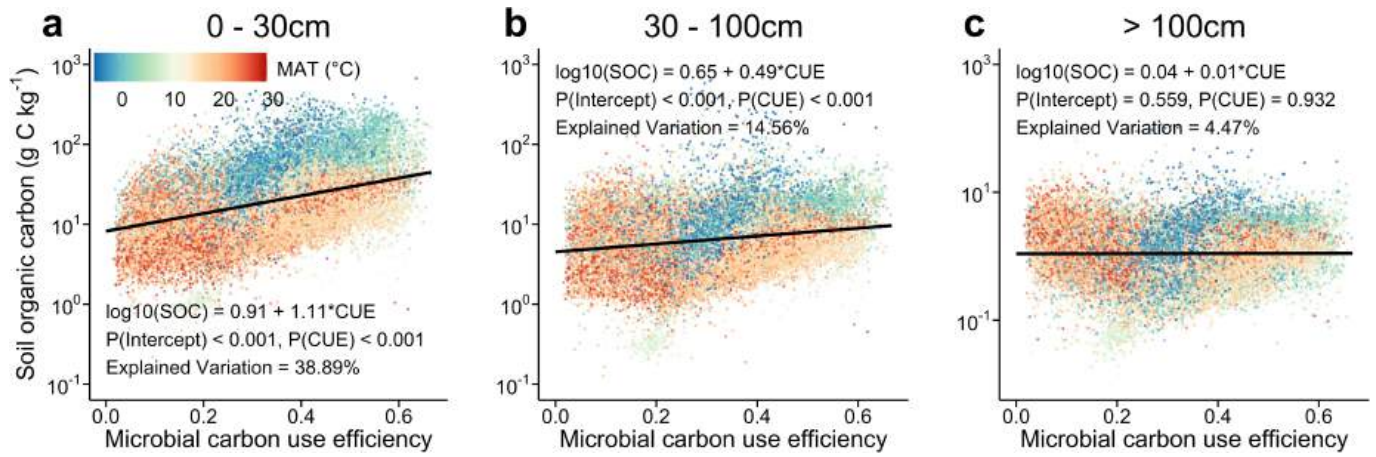 a 0 - 30cm
MAT (°C)
0 10 20 30
10³
10²
10¹
10⁰
10⁻¹
Soil organic carbon (g C kg⁻¹)
log10(SOC) = 0.91 + 1.11*CUE
P(Intercept) < 0.001, P(CUE) < 0.001
Explained Variation = 38.89%
0.0 0.2 0.4 0.6
Microbial carbon use efficiency
b 30 - 100cm
log10(SOC) = 0.65 + 0.49*CUE
P(Intercept) < 0.001, P(CUE) < 0.001
Explained Variation = 14.56%
10³
10²
10¹
10⁰
10⁻¹
0.0 0.2 0.4 0.6
Microbial carbon use efficiency
c > 100cm
log10(SOC) = 0.04 + 0.01*CUE
P(Intercept) = 0.559, P(CUE) = 0.932
Explained Variation = 4.47%
10³
10¹
10⁻¹
0.0 0.2 0.4 0.6
Microbial carbon use efficiency